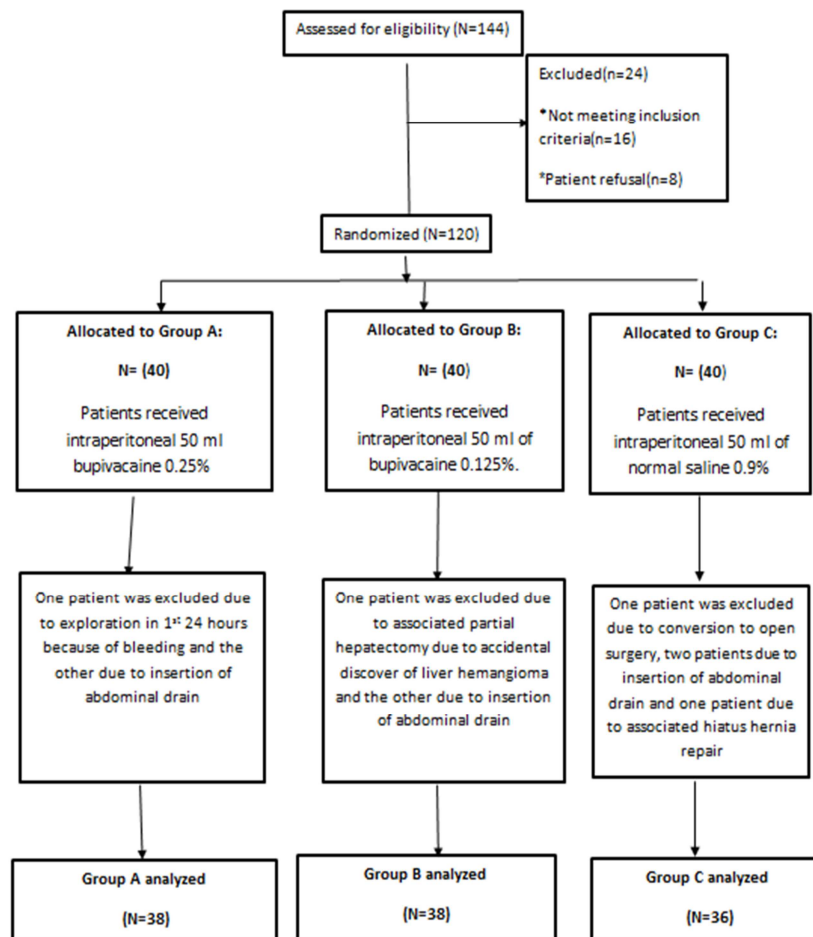 Assessed for eligibility (N=144)
Excluded(n=24)
*Not meeting inclusion
criteria(n=16)
*Patient refusal(n=8)
Randomized (N=120)
Allocated to Group A:
N= (40)
Patients received
intraperitoneal 50 ml
bupivacaine 0.25%
Allocated to Group B:
N= (40)
Patients received
intraperitoneal 50 ml of
bupivacaine 0.125%.
Allocated to Group C:
N= (40)
Patients received
intraperitoneal 50 ml of
normal saline 0.9%
One patient was excluded due
to exploration in 1st 24 hours
because of bleeding and the
other due to insertion of
abdominal drain
One patient was excluded due
to associated partial
hepatectomy due to accidental
discover of liver hemangioma
and the other due to insertion
of abdominal drain
One patient was excluded
due to conversion to open
surgery, two patients due to
insertion of abdominal
drain and one patient due
to associated hiatus hernia
repair
Group A analyzed
(N=38)
Group B analyzed
(N=38)
Group C analyzed
(N=36)